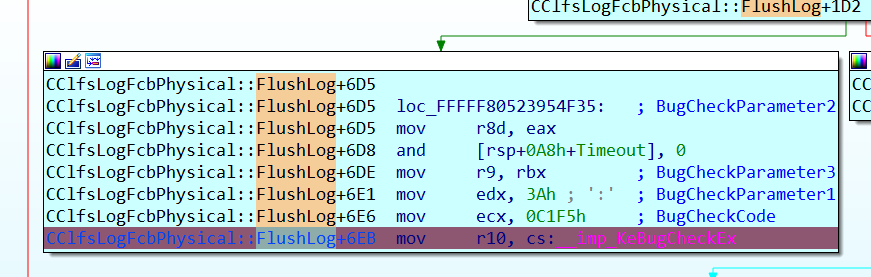 CClfsLogFcbPhysical::FlushLog+1D2
CClfsLogFcbPhysical::FlushLog+6D5
CClfsLogFcbPhysical::FlushLog+6D5 loc_FFFFF80523954F35: ; BugCheckParameter2
CClfsLogFcbPhysical::FlushLog+6D5 mov r8d, eax
CClfsLogFcbPhysical::FlushLog+6D8 and [rsp+0A8h+Timeout], 0
CClfsLogFcbPhysical::FlushLog+6DE mov r9, rbx ; BugCheckParameter3
CClfsLogFcbPhysical::FlushLog+6E1 mov edx, 3Ah ; ':' ; BugCheckParameter1
CClfsLogFcbPhysical::FlushLog+6E6 mov ecx, 0C1F5h ; BugCheckCode
CClfsLogFcbPhysical::FlushLog+6EB mov r10, cs:__imp_KeBugCheckEx